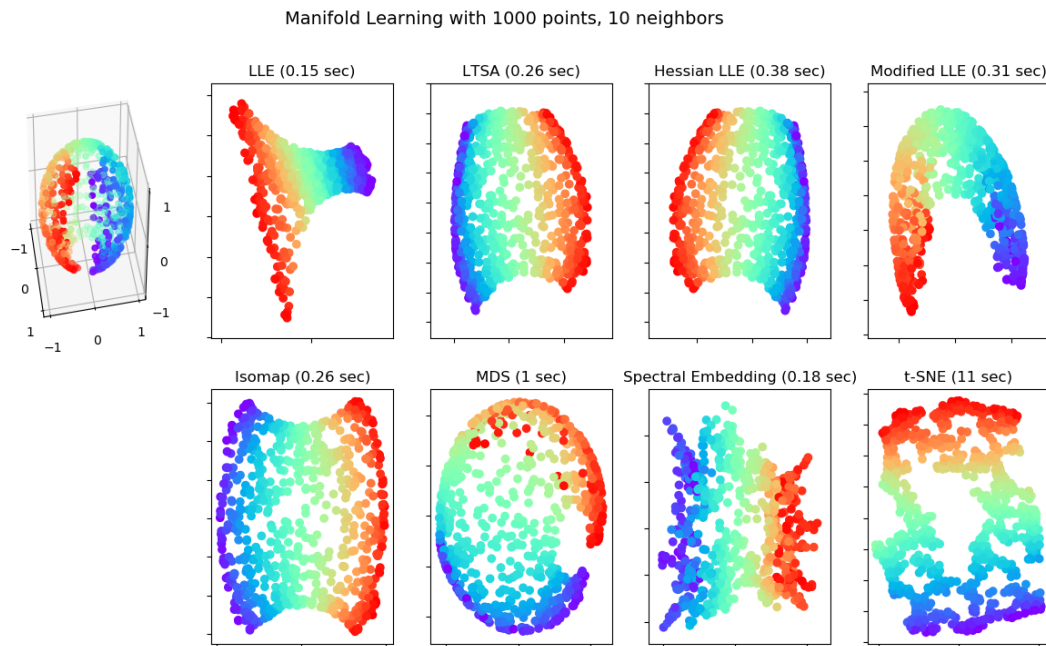 Manifold Learning with 1000 points, 10 neighbors
LLE (0.15 sec)
LTSA (0.26 sec)
Hessian LLE (0.38 sec)
Modified LLE (0.31 sec)
1
0
−1
−1
0
1
1
0
−1
Isomap (0.26 sec)
MDS (1 sec)
Spectral Embedding (0.18 sec)
t-SNE (11 sec)